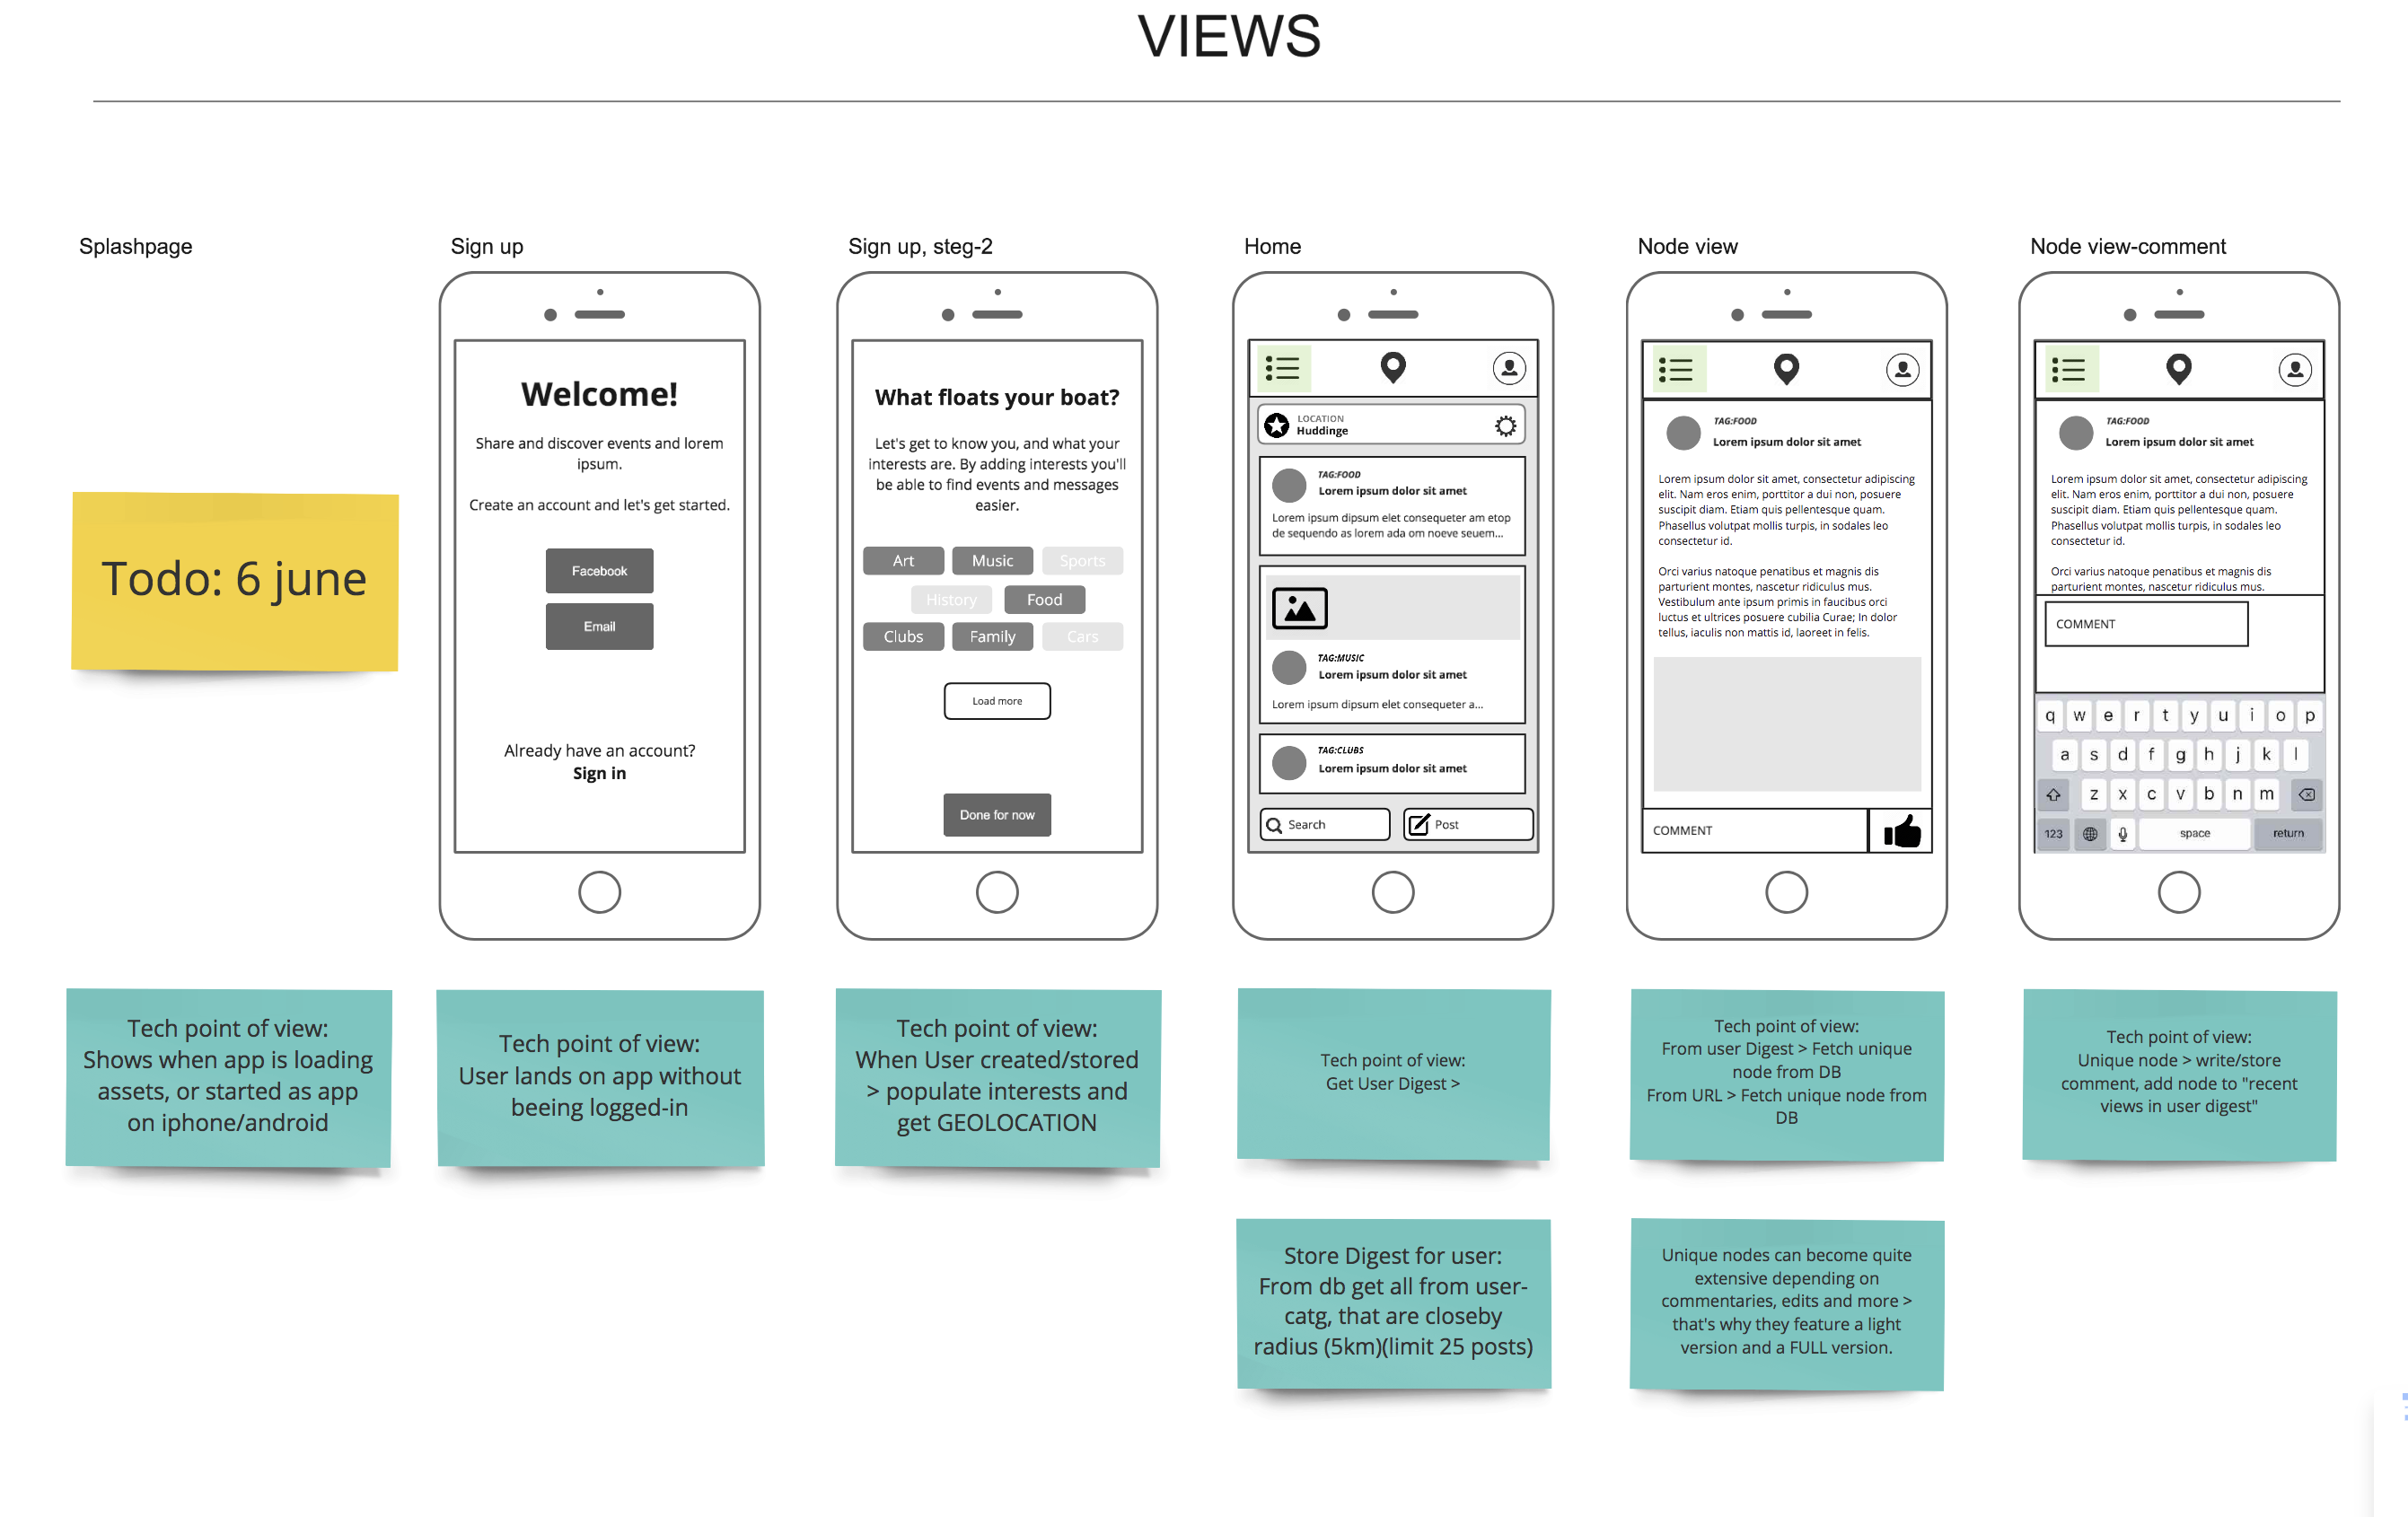 VIEWS
Splashpage
Todo: 6 june
Tech point of view:
Shows when app is loading
assets, or started as app
on iphone/android
Sign up
Welcome!
Share and discover events and lorem
ipsum.
Create an account and let's get started.
Facebook
Email
Already have an account?
Sign in
Tech point of view:
User lands on app without
beeing logged-in
Sign up, steg-2
What floats your boat?
Let's get to know you, and what your
interests are. By adding interests you'll
be able to find events and messages
easier.
Art Music Sports
History Food
Clubs Family Cars
Load more
Done for now
Tech point of view:
When User created/stored
> populate interests and
get GEOLOCATION
Home
LOCATION
Huddinge
TAG:FOOD
Lorem ipsum dolor sit amet
Lorem ipsum dipsum elet consequeter am etop
de sequendo as lorem ada om noeve seuem...
TAG:MUSIC
Lorem ipsum dolor sit amet
Lorem ipsum dipsum elet consequeter a...
TAG:CLUBS
Lorem ipsum dolor sit amet
Search Post
Tech point of view:
Get User Digest >
Store Digest for user:
From db get all from user-
catg, that are closeby
radius (5km)(limit 25 posts)
Node view
TAG:FOOD
Lorem ipsum dolor sit amet
Lorem ipsum dolor sit amet, consectetur adipiscing
elit. Nam eros enim, porttitor a dui non, posuere
suscipit diam. Etiam quis pellentesque quam.
Phasellus volutpat mollis turpis, in sodales leo
consectetur id.
Orci varius natoque penatibus et magnis dis
parturient montes, nascetur ridiculus mus.
Vestibulum ante ipsum primis in faucibus orci
luctus et ultrices posuere cubilia Curae; In dolor
tellus, iaculis non mattis id, laoreet in felis.
COMMENT
Tech point of view:
From user Digest > Fetch unique
node from DB
From URL > Fetch unique node from
DB
Unique nodes can become quite
extensive depending on
commentaries, edits and more >
that's why they feature a light
version and a FULL version.
Node view-comment
TAG:FOOD
Lorem ipsum dolor sit amet
Lorem ipsum dolor sit amet, consectetur adipiscing
elit. Nam eros enim, porttitor a dui non, posuere
suscipit diam. Etiam quis pellentesque quam.
Phasellus volutpat mollis turpis, in sodales leo
consectetur id.
Orci varius natoque penatibus et magnis dis
parturient montes, nascetur ridiculus mus.
COMMENT
q w e r t y u i o p
a s d f g h j k l
z x c v b n m
123 space return
Tech point of view:
Unique node > write/store
comment, add node to "recent
views in user digest"